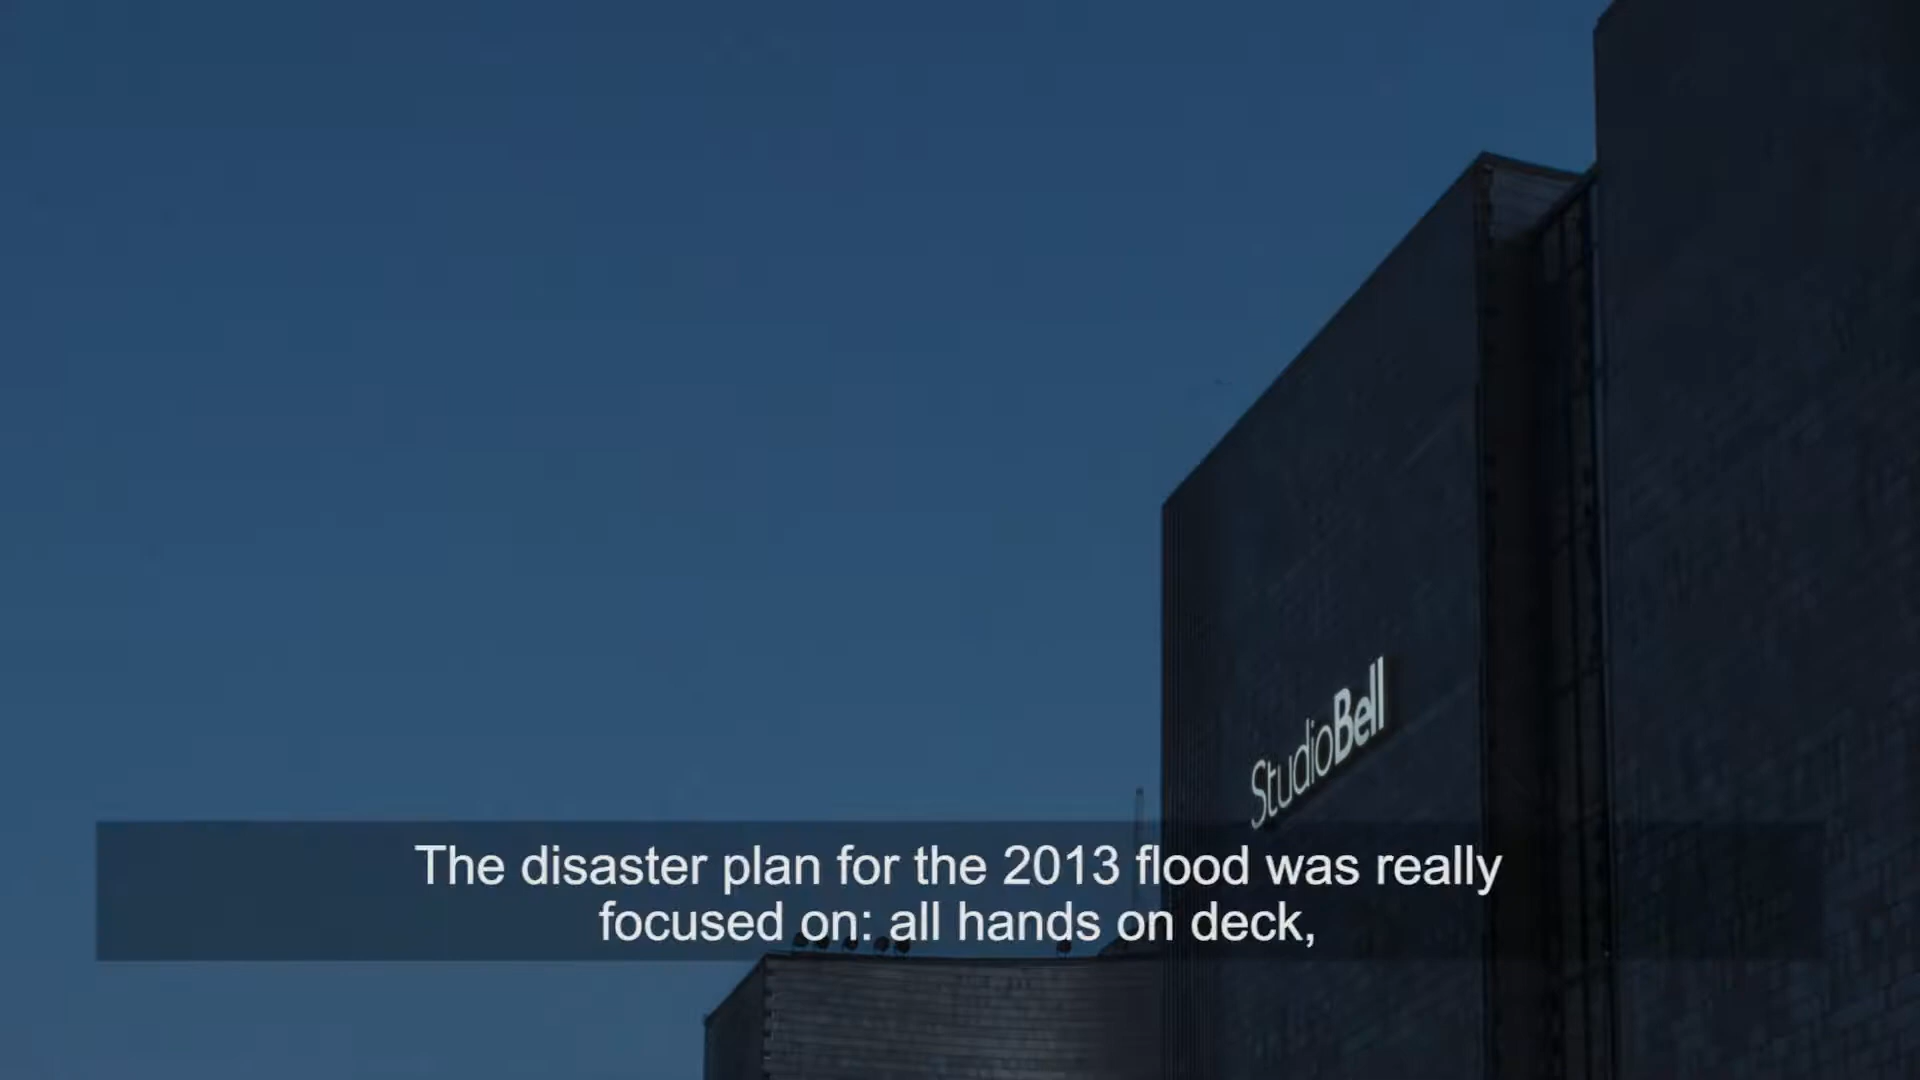 StudioBell
The disaster plan for the 2013 flood was really
focused on: all hands on deck,